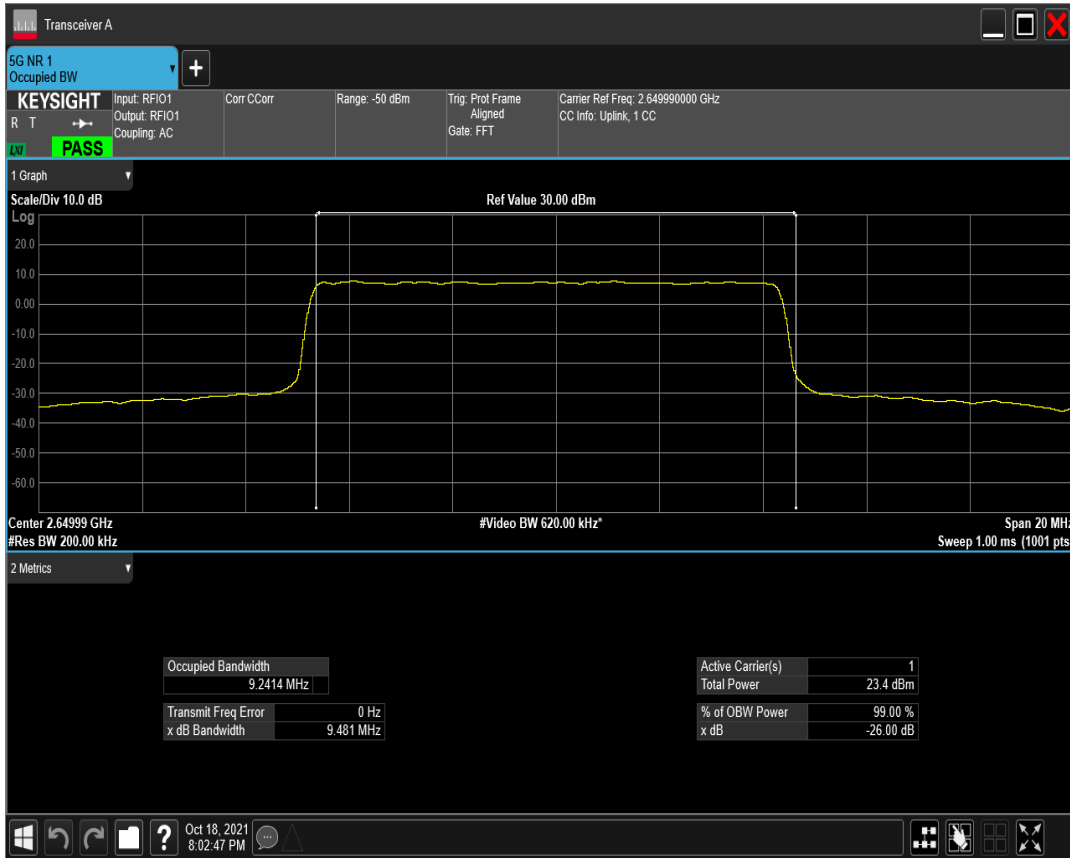 Transceiver A
5G NR 1
Occupied BW
KEYSIGHT
R T
LXI
PASS
Input: RFIO1
Output: RFIO1
Coupling: AC
Corr CCorr
Range: -50 dBm
Trig: Prot Frame
Aligned
Gate: FFT
Carrier Ref Freq: 2.649990000 GHz
CC Info: Uplink, 1 CC
1 Graph
Scale/Div 10.0 dB
Ref Value 30.00 dBm
Log
20.0
10.0
0.00
-10.0
-20.0
-30.0
-40.0
-50.0
-60.0
Center 2.64999 GHz
#Video BW 620.00 kHz*
Span 20 MHz
#Res BW 200.00 kHz
Sweep 1.00 ms (1001 pts
2 Metrics
Occupied Bandwidth
9.2414 MHz
Transmit Freq Error 0 Hz
x dB Bandwidth 9.481 MHz
Active Carrier(s) 1
Total Power 23.4 dBm
% of OBW Power 99.00 %
x dB -26.00 dB
?
Oct 18, 2021
8:02:47 PM